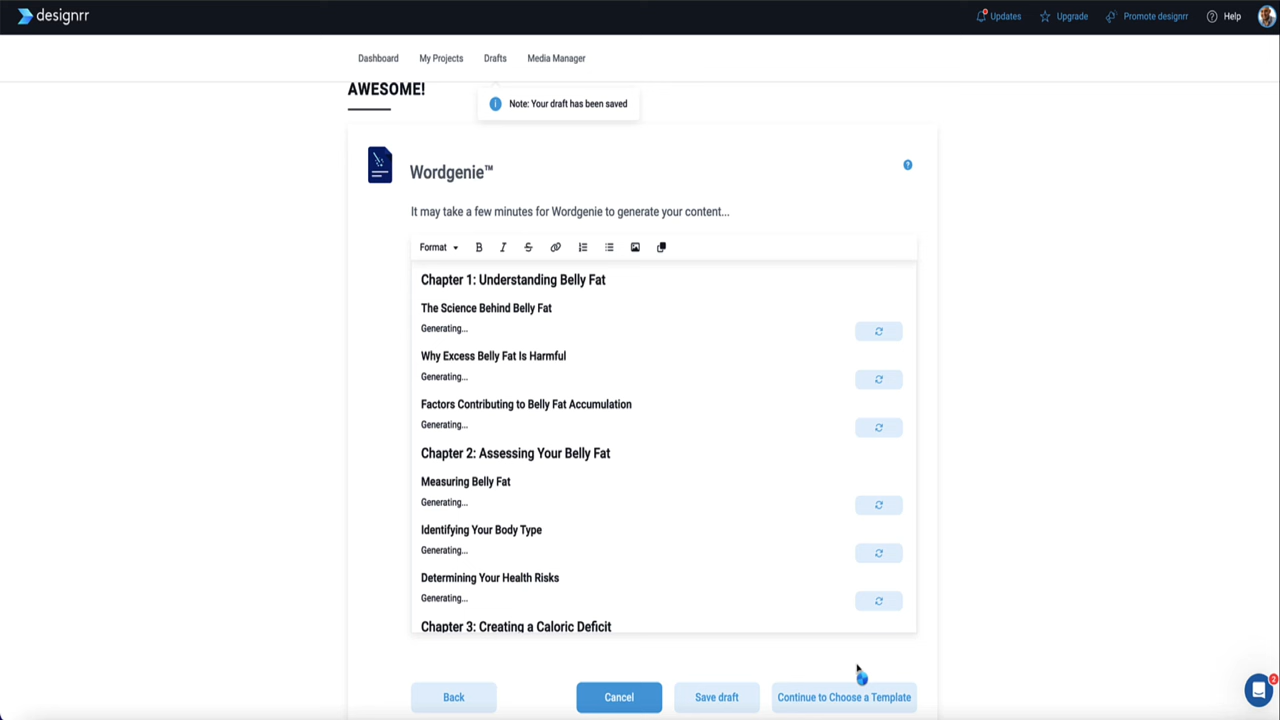 designrr
Updates
Upgrade
Promote designrr
Help
Dashboard
My Projects
Drafts
Media Manager
AWESOME!
Note: Your draft has been saved
Wordgenie™
It may take a few minutes for Wordgenie to generate your content...
Format
Chapter 1: Understanding Belly Fat
The Science Behind Belly Fat
Generating...
Why Excess Belly Fat Is Harmful
Generating...
Factors Contributing to Belly Fat Accumulation
Generating...
Chapter 2: Assessing Your Belly Fat
Measuring Belly Fat
Generating...
Identifying Your Body Type
Generating...
Determining Your Health Risks
Generating...
Chapter 3: Creating a Caloric Deficit
Back
Cancel
Save draft
Continue to Choose a Template
2